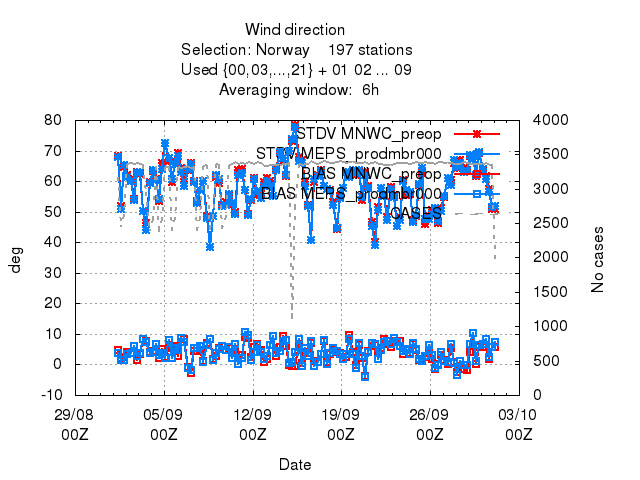 Wind direction
Selection: Norway    197 stations
Used {00,03,...,21} + 01 02 ... 09
Averaging window:  6h
80
70
60
50
40
30
20
10
0
-10
deg
4000
3500
3000
2500
2000
1500
1000
500
0
No cases
STDV MNWC_preop
STDV MEPS_prodmbr000
BIAS MNWC_preop
BIAS MEPS_prodmbr000
CASES
29/08 05/09 12/09 19/09 26/09 03/10
00Z 00Z 00Z 00Z 00Z 00Z
Date